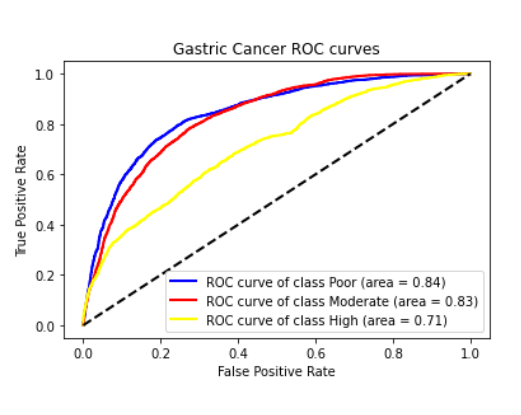 Gastric Cancer ROC curves
1.0
0.8
0.6
0.4
0.2
0.0
True Positive Rate
ROC curve of class Poor (area = 0.84)
ROC curve of class Moderate (area = 0.83)
ROC curve of class High (area = 0.71)
0.0 0.2 0.4 0.6 0.8 1.0
False Positive Rate